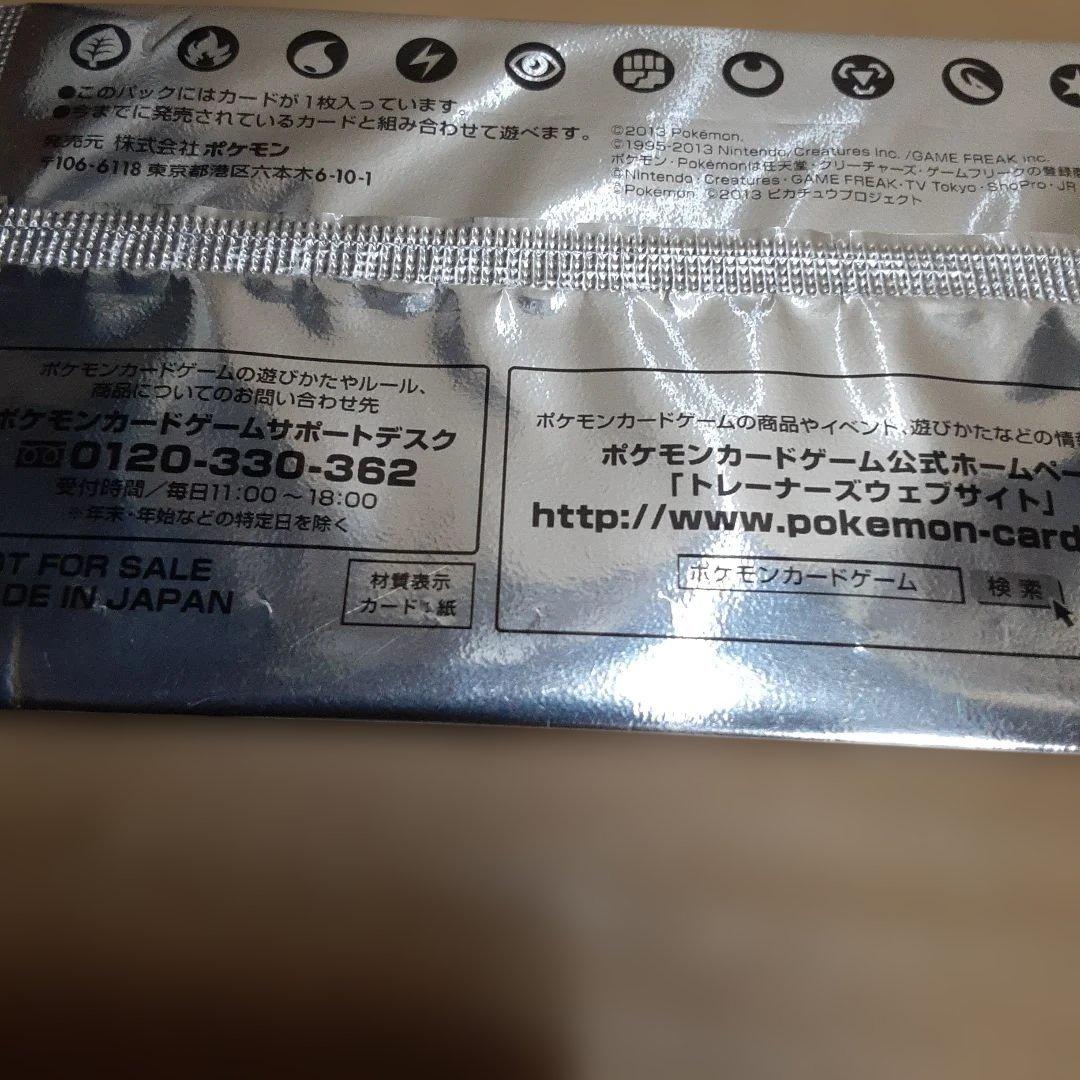 ●このパックにはカードが1枚入っています。
●今までに発売されているカードと組み合わせて遊べます。
発売元 株式会社ポケモン
〒106-6118 東京都港区六本木6-10-1
©2013 Pokémon.
©1995-2013 Nintendo/Creatures Inc./GAME FREAK inc.
ポケモン・Pokémonは任天堂・クリーチャーズ・ゲームフリークの登録商
©Nintendo・Creatures・GAME FREAK・TV Tokyo・ShoPro・JR
©Pokémon ©2013 ピカチュウプロジェクト
ポケモンカードゲームの遊びかたやルール、
商品についてのお問い合わせ先
ポケモンカードゲームサポートデスク
0120-330-362
受付時間/毎日11:00~18:00
※年末・年始などの特定日を除く
OT FOR SALE
DE IN JAPAN
材質表示
カード:紙
ポケモンカードゲームの商品やイベント、遊びかたなどの情
ポケモンカードゲーム公式ホームペー
「トレーナーズウェブサイト」
http://www.pokemon-card
ポケモンカードゲーム 検索